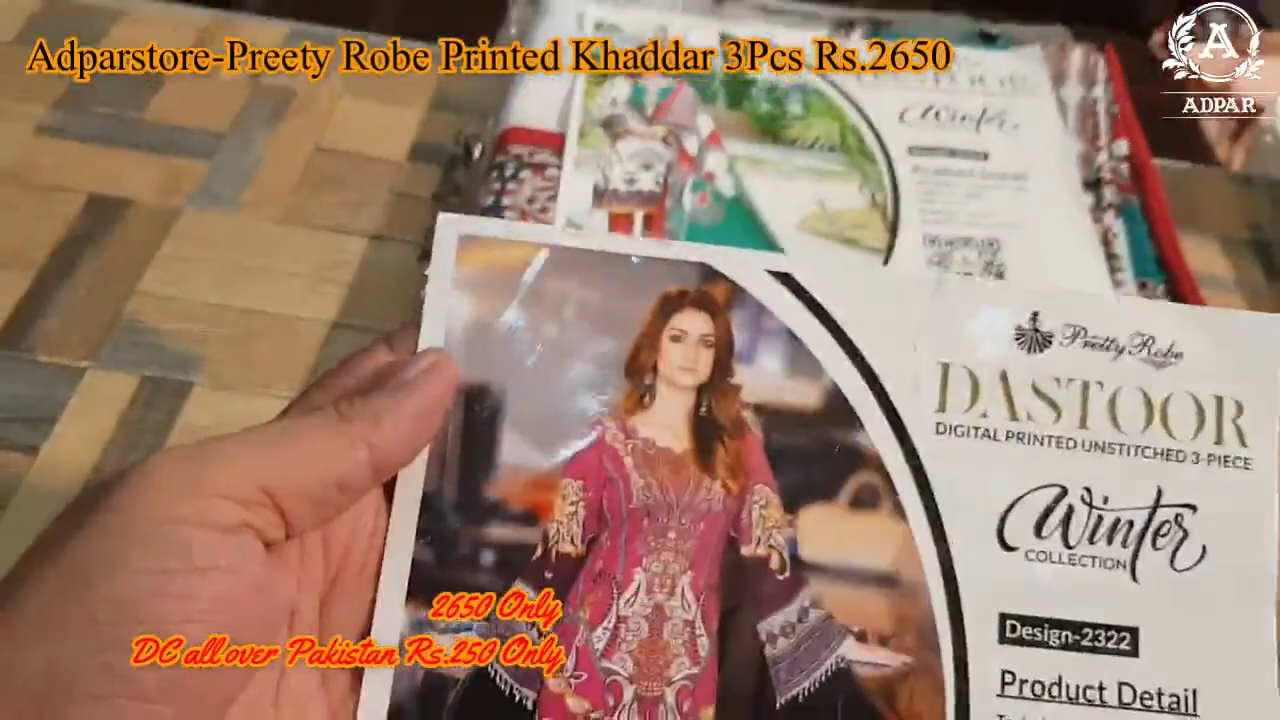 Adparstore-Preety Robe Printed Khaddar 3Pcs Rs.2650
A
ADPAR
Winter
Pretty Robe
DASTOOR
DIGITAL PRINTED UNSTITCHED 3-PIECE
Winter
COLLECTION
Design-2322
Product Detail
2650 Only
DC all over Pakistan Rs.250 Only